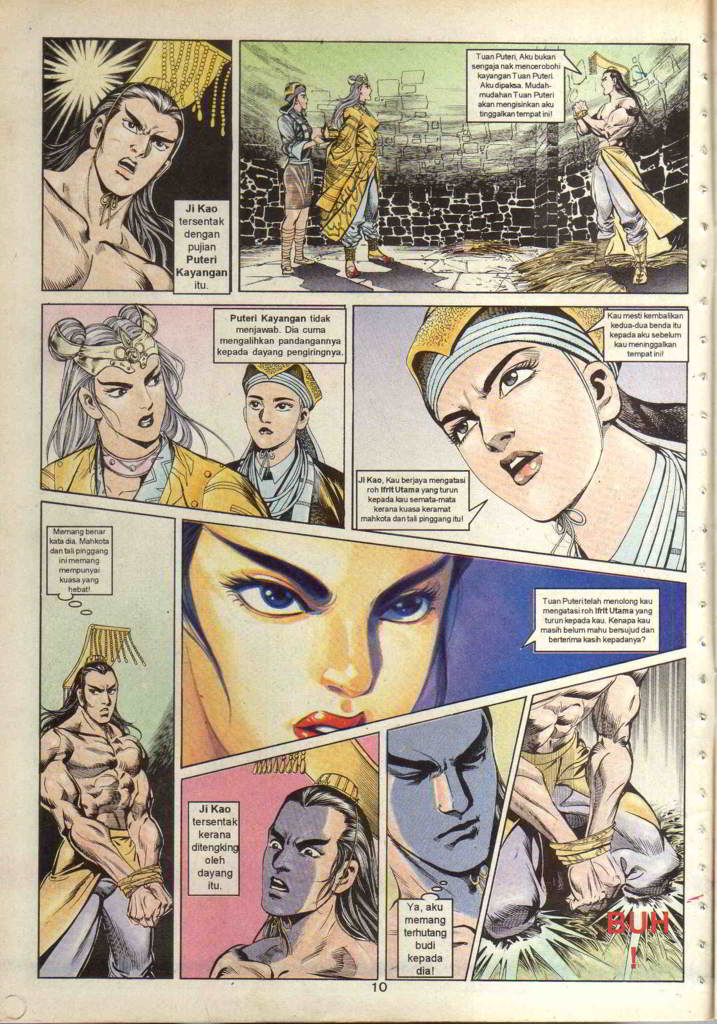 Ji Kao
tersentak
dengan
pujian
Puteri
Kayangan
itu.
Tuan Puteri, Aku bukan
sengaja nak mencerobohi
kayangan Tuan Puteri.
Aku dipaksa. Mudah-
mudahan Tuan Puteri
akan mengisinkan aku
tinggalkan tempat ini!
Puteri Kayangan tidak
menjawab. Dia cuma
mengalihkan pandangannya
kepada dayang pengiringnya.
Kau mesti kembalikan
kedua-dua benda itu
kepada aku sebelum
kau meninggalkan
tempat ini!
Ji Kao, Kau berjaya mengatasi
roh Ifrit Utama yang turun
kepada kau semata-mata
kerana kuasa keramat
mahkota dan tali pinggang itu!
Memang benar
kata dia. Mahkota
dan tali pinggang
ini memang
mempunyai
kuasa yang
hebat!
Tuan Puteri telah menolong kau
mengatasi roh Ifrit Utama yang
turun kepada kau. Kenapa kau
masih belum mahu bersujud dan
berterima kasih kepadanya?
Ji Kao
tersentak
kerana
ditengking
oleh
dayang
itu.
Ya, aku
memang
terhutang
budi
kepada
dia!
BUH
!
10